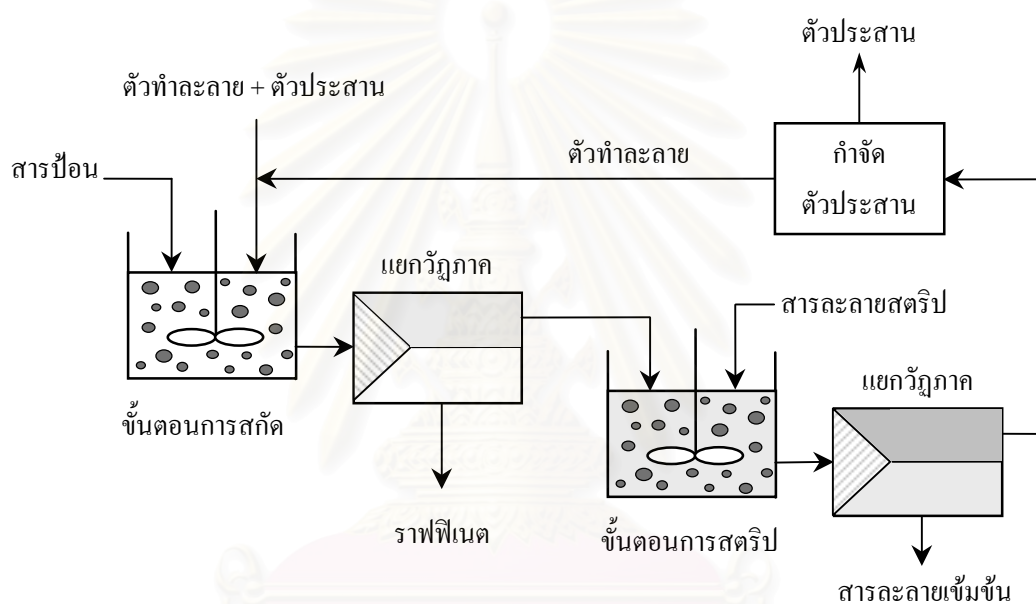 ตัวประสาน
ตัวทำละลาย + ตัวประสาน
ตัวทำละลาย
กำจัด
ตัวประสาน
สารป้อน
แยกวัฏภาค
สารละลายสตริป
แยกวัฏภาค
ขั้นตอนการสกัด
ราฟฟิเนต
ขั้นตอนการสตริป
สารละลายเข้มข้น